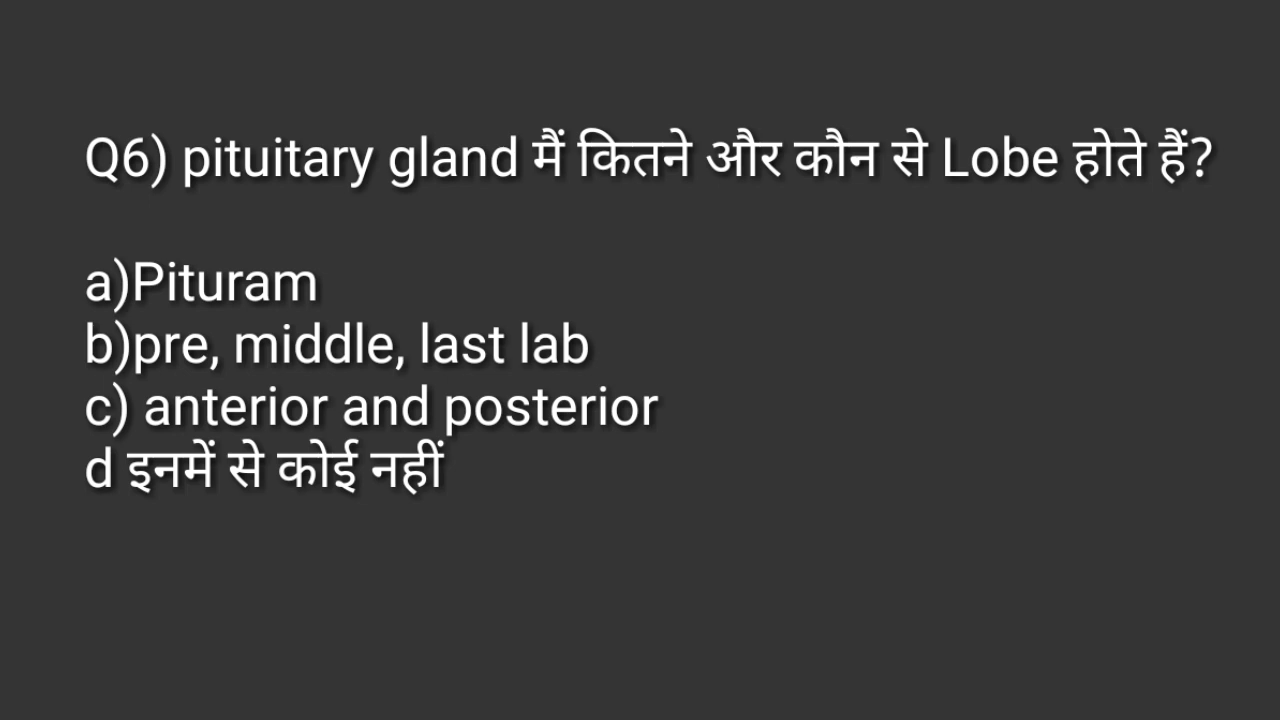 Q6) pituitary gland मैं कितने और कौन से Lobe होते हैं?
a)Pituram
b)pre, middle, last lab
c) anterior and posterior
d इनमें से कोई नहीं